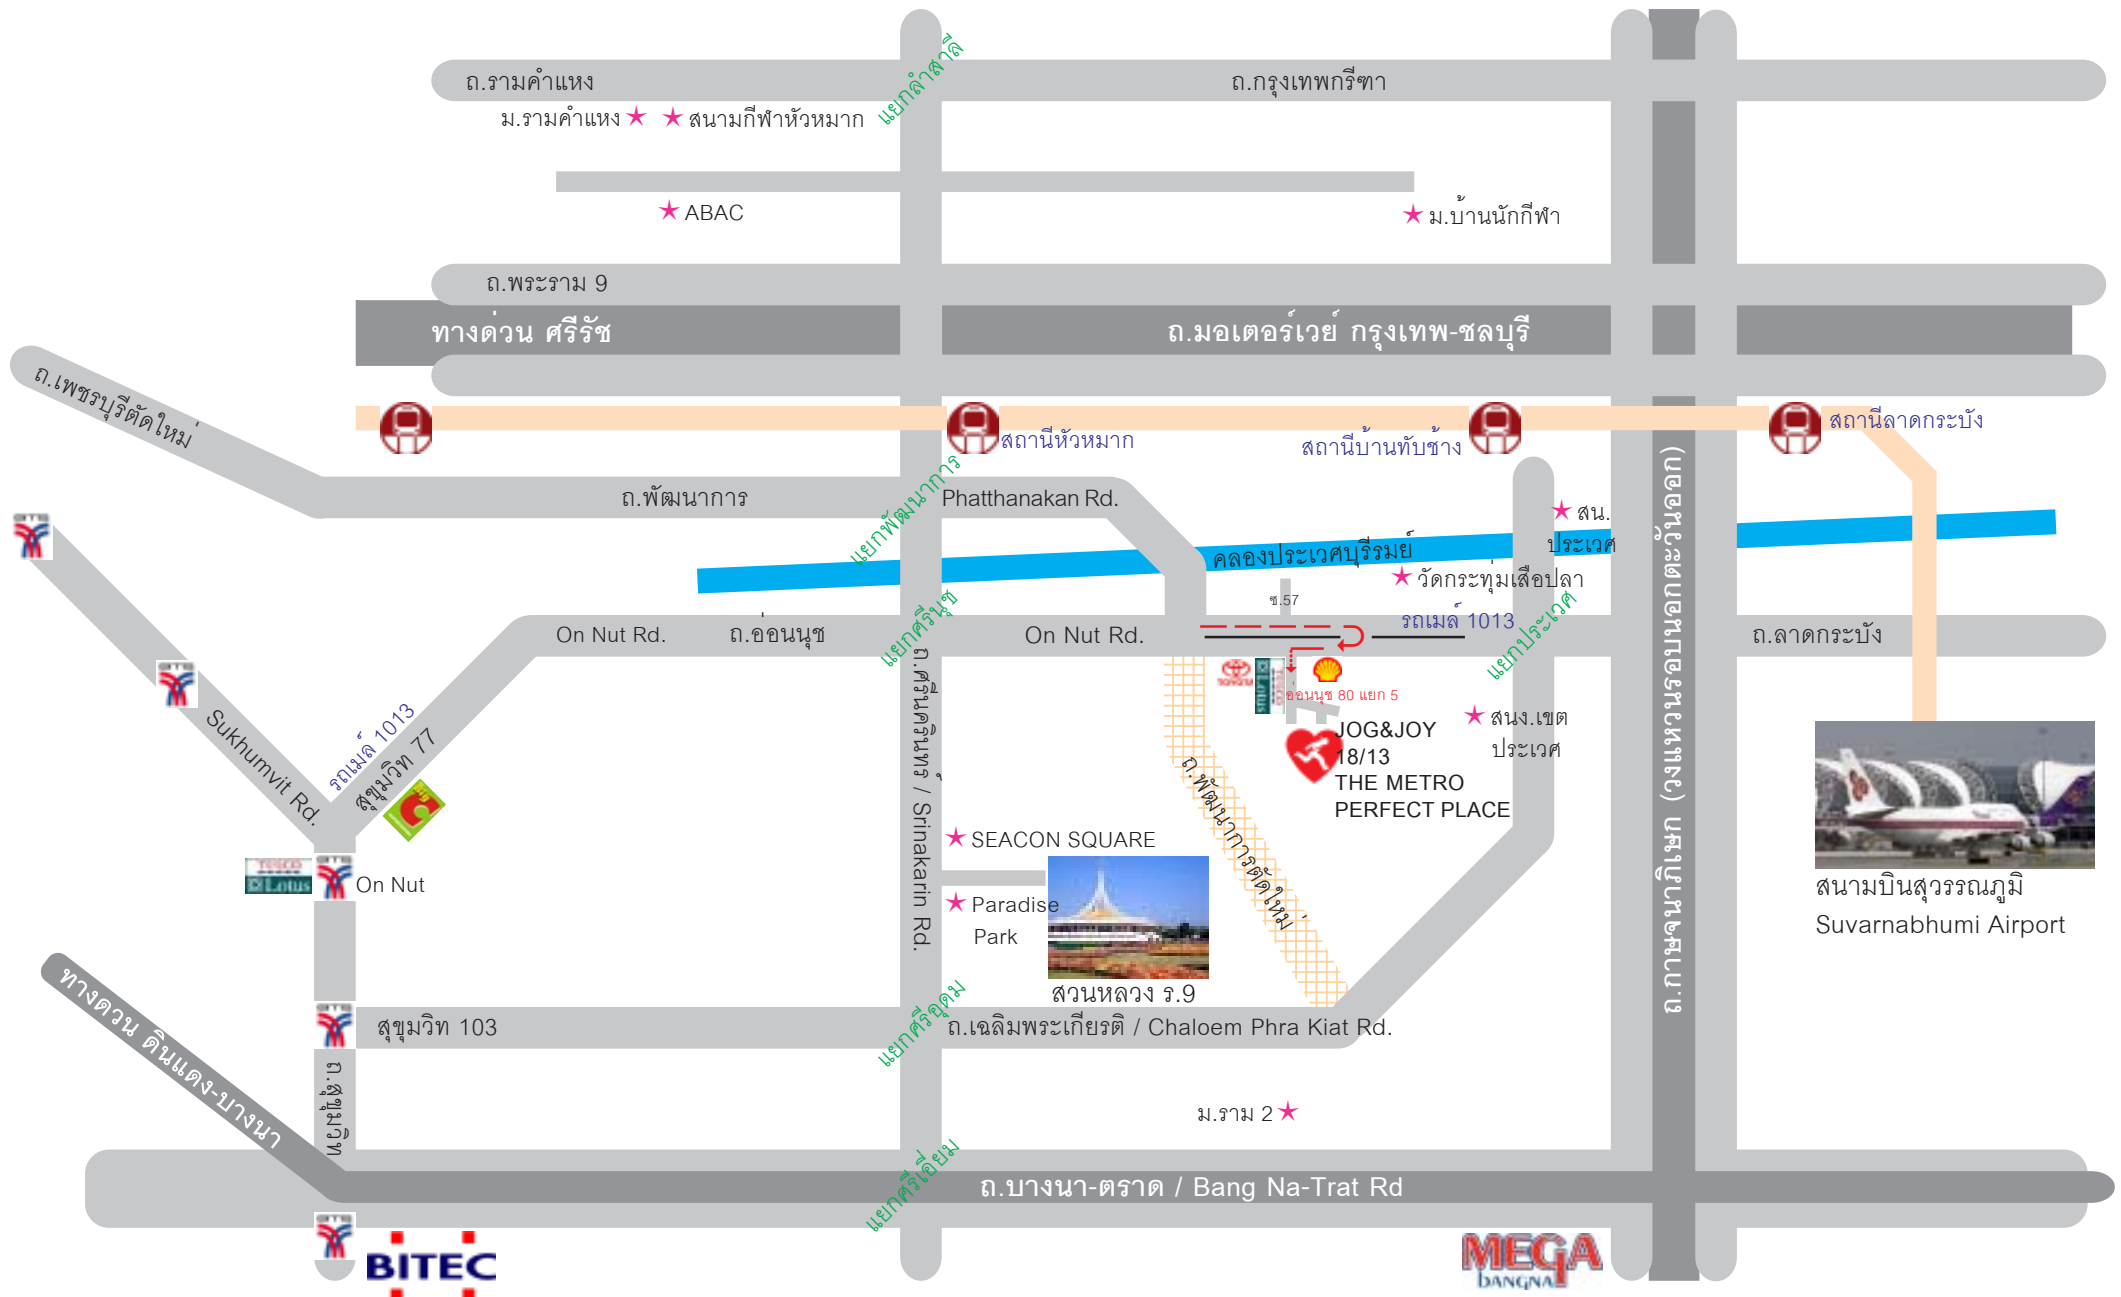 แยกลำสาลี
ถ.รามคำแหง
ถ.กรุงเทพกรีฑา
ม.รามคำแหง
สนามกีฬาหัวหมาก
ABAC
ม.บ้านนักกีฬา
ถ.พระราม 9
ทางด่วน ศรีรัช
ถ.มอเตอร์เวย์ กรุงเทพ-ชลบุรี
ถ.เพชรบุรีตัดใหม่
สถานีหัวหมาก
สถานีบ้านทับช้าง
สถานีลาดกระบัง
ถ.พัฒนาการ
Phatthanakan Rd.
แยกพัฒนาการ
BTS
สน.
ประเวศ
คลองประเวศบุรีรมย์
วัดกระทุ่มเสือปลา
ซ.57
รถเมล์ 1013
On Nut Rd.
ถ.อ่อนนุช
แยกศรีนุช
On Nut Rd.
แยกประเวศ
ถ.ลาดกระบัง
BTS
TOYOTA
อ่อนนุช 80 แยก 5
JOG&JOY
18/13
THE METRO
PERFECT PLACE
สนง.เขต
ประเวศ
Sukhumvit Rd.
รถเมล์ 1013
สุขุมวิท 77
ถ.ศรีนครินทร์ / Srinakarin Rd.
ถ.พัฒนาการตัดใหม่
ถ.กาษจนาภิเษก (วงแหวนรอบนอกตะวันออก)
SEACON SQUARE
Paradise
Park
สวนหลวง ร.9
TESCO
Lotus
BTS
On Nut
สนามบินสุวรรณภูมิ
Suvarnabhumi Airport
ทางด่วน ดินแดง-บางนา
BTS
สุขุมวิท 103
แยกศรีอุดม
ถ.เฉลิมพระเกียรติ / Chaloem Phra Kiat Rd.
ถ.สุขุมวิท
ม.ราม 2
แยกศรีเอี่ยม
ถ.บางนา-ตราด / Bang Na-Trat Rd
BTS
BITEC
MEGA
BANGNA